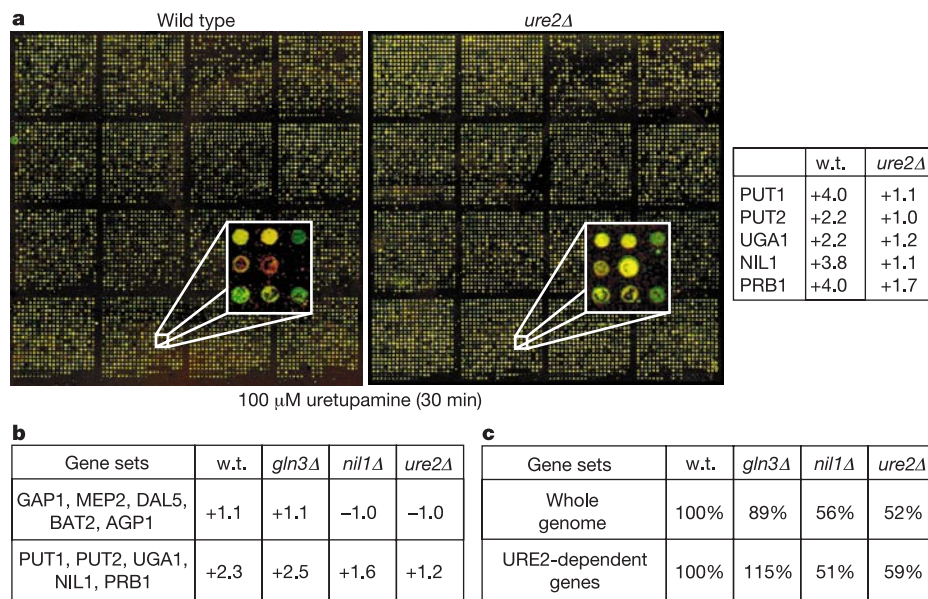 a
Wild type
ure2Δ
w.t. ure2Δ
PUT1 +4.0 +1.1
PUT2 +2.2 +1.0
UGA1 +2.2 +1.2
NIL1 +3.8 +1.1
PRB1 +4.0 +1.7
100 μM uretupamine (30 min)
b
Gene sets w.t. gln3Δ nil1Δ ure2Δ
GAP1, MEP2, DAL5,
BAT2, AGP1
+1.1 +1.1 –1.0 –1.0
PUT1, PUT2, UGA1,
NIL1, PRB1
+2.3 +2.5 +1.6 +1.2
c
Gene sets w.t. gln3Δ nil1Δ ure2Δ
Whole
genome
100% 89% 56% 52%
URE2-dependent
genes
100% 115% 51% 59%